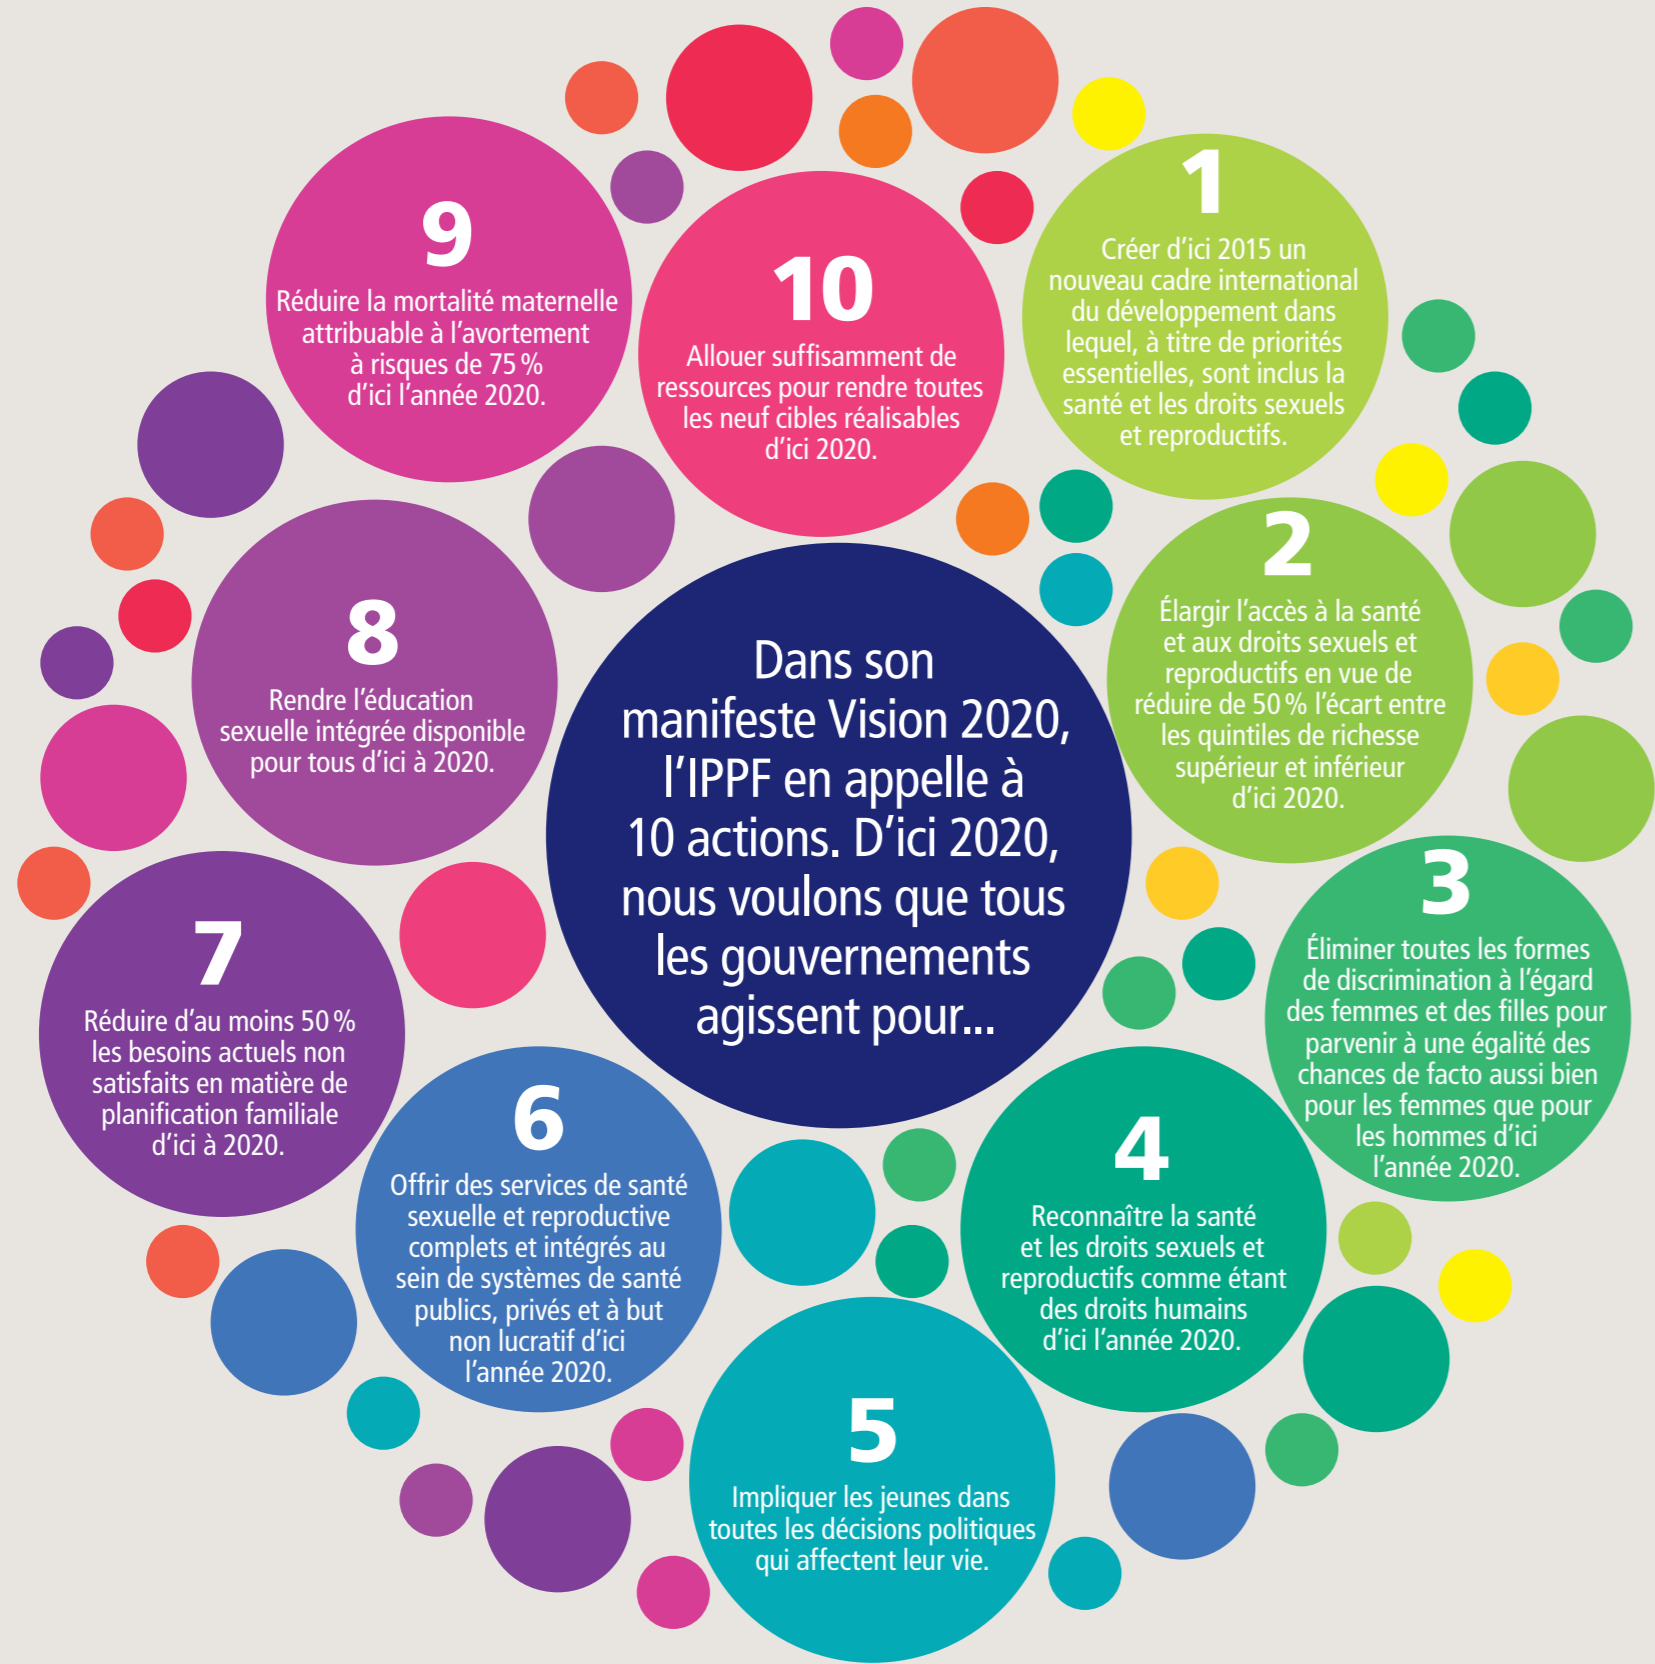 Dans son
manifeste Vision 2020,
l’IPPF en appelle à
10 actions. D’ici 2020,
nous voulons que tous
les gouvernements
agissent pour...
1
Créer d’ici 2015 un
nouveau cadre international
du développement dans
lequel, à titre de priorités
essentielles, sont inclus la
santé et les droits sexuels
et reproductifs.
2
Élargir l’accès à la santé
et aux droits sexuels et
reproductifs en vue de
réduire de 50 % l’écart entre
les quintiles de richesse
supérieur et inférieur
d’ici 2020.
3
Éliminer toutes les formes
de discrimination à l’égard
des femmes et des filles pour
parvenir à une égalité des
chances de facto aussi bien
pour les femmes que pour
les hommes d’ici
l’année 2020.
4
Reconnaître la santé
et les droits sexuels et
reproductifs comme étant
des droits humains
d’ici l’année 2020.
5
Impliquer les jeunes dans
toutes les décisions politiques
qui affectent leur vie.
6
Offrir des services de santé
sexuelle et reproductive
complets et intégrés au
sein de systèmes de santé
publics, privés et à but
non lucratif d’ici
l’année 2020.
7
Réduire d’au moins 50 %
les besoins actuels non
satisfaits en matière de
planification familiale
d’ici à 2020.
8
Rendre l’éducation
sexuelle intégrée disponible
pour tous d’ici à 2020.
9
Réduire la mortalité maternelle
attribuable à l’avortement
à risques de 75 %
d’ici l’année 2020.
10
Allouer suffisamment de
ressources pour rendre toutes
les neuf cibles réalisables
d’ici 2020.